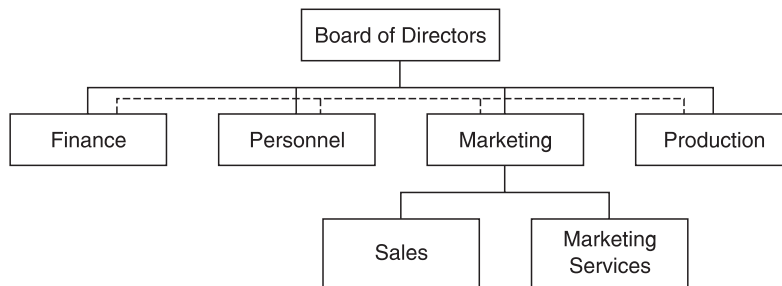 Board of Directors
Finance
Personnel
Marketing
Production
Sales
Marketing
Services